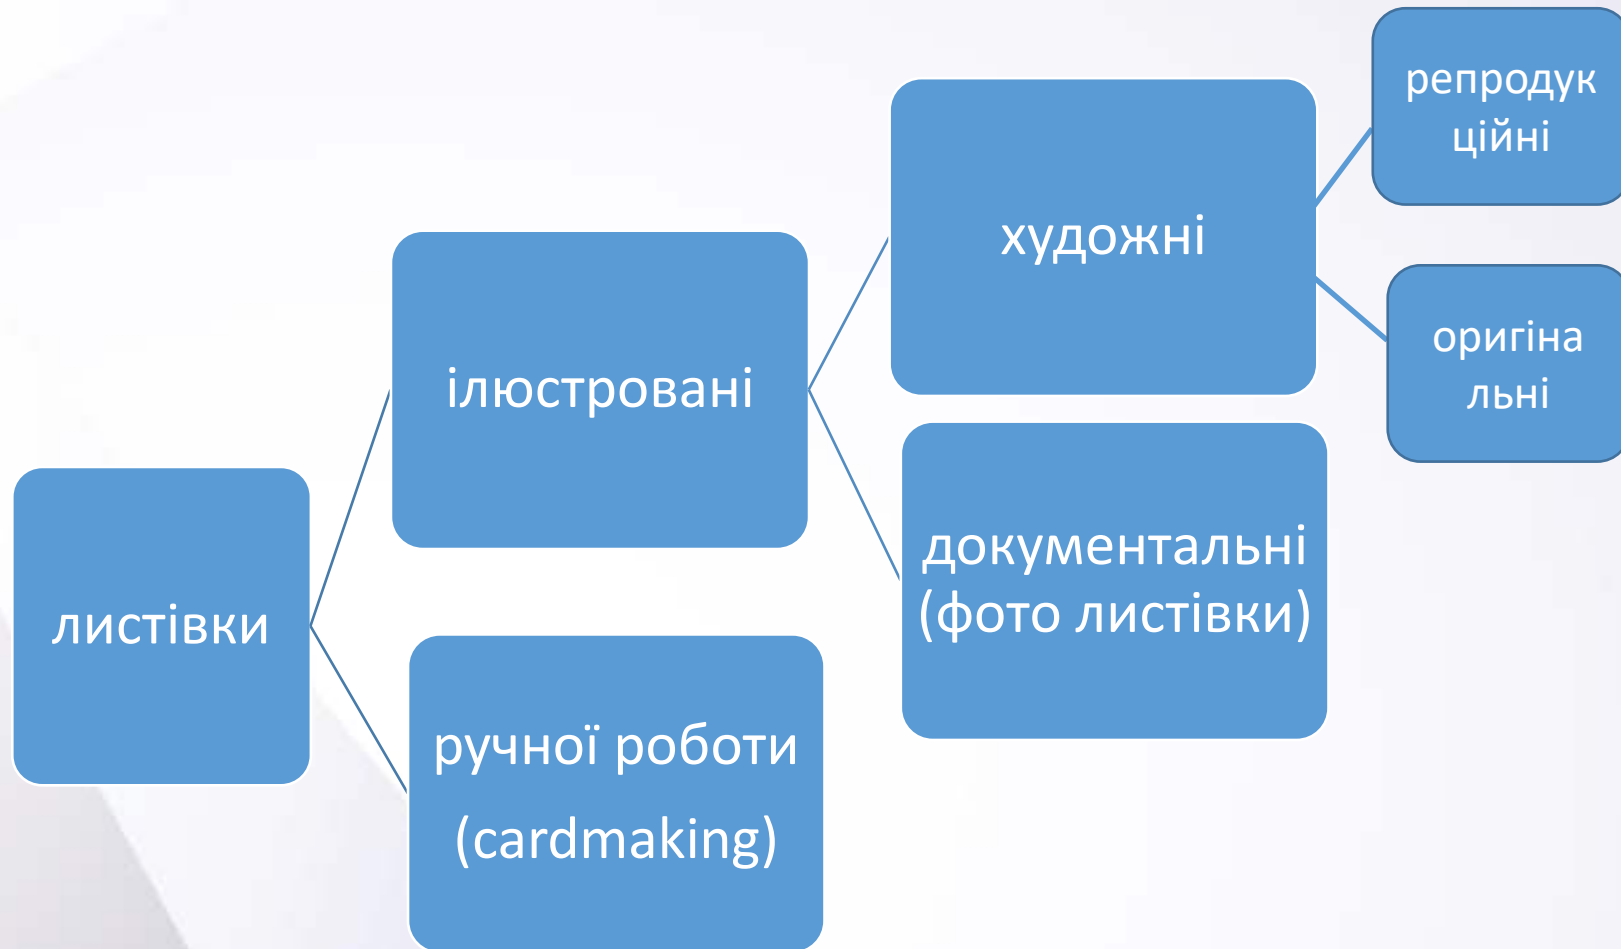 листівки
ілюстровані
ручної роботи
(cardmaking)
художні
документальні
(фото листівки)
репродук
ційні
оригіна
льні